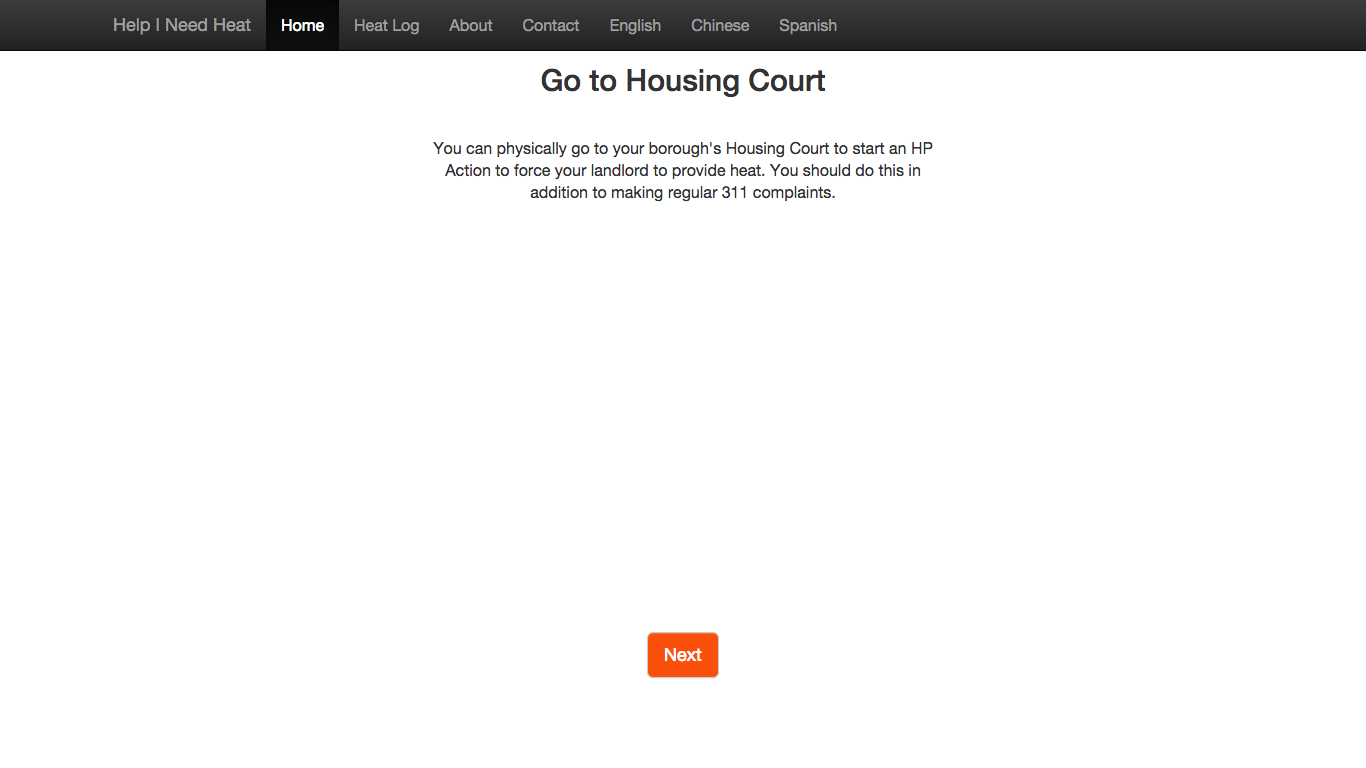 Help I Need Heat Home Heat Log About Contact English Chinese Spanish
Go to Housing Court
You can physically go to your borough's Housing Court to start an HP
Action to force your landlord to provide heat. You should do this in
addition to making regular 311 complaints.
Next